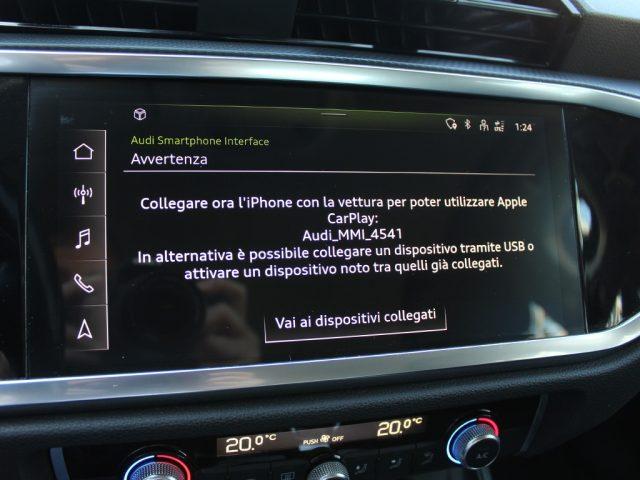 1:24
Audi Smartphone Interface
Avvertenza
Collegare ora l'iPhone con la vettura per poter utilizzare Apple
CarPlay:
Audi_MMI_4541
In alternativa è possibile collegare un dispositivo tramite USB o
attivare un dispositivo noto tra quelli già collegati.
Vai ai dispositivi collegati
20.0°C PUSH OFF 20.0°C
A/C